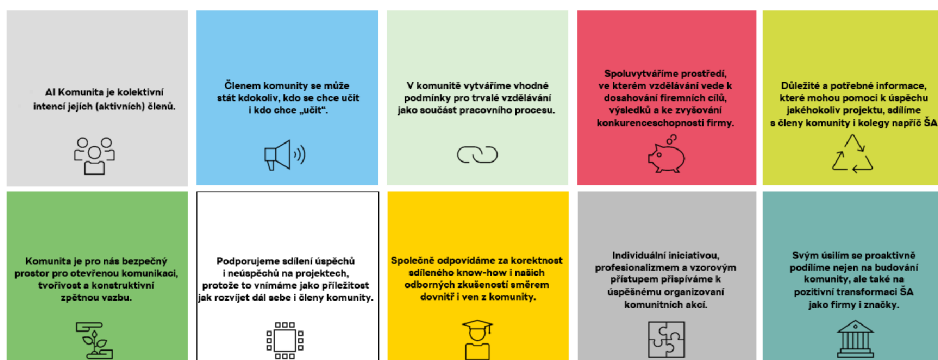 AI Komunita je kolektivní
intencí jejích (aktivních) členů.
Členem komunity se může
stát kdokoliv, kdo se chce učit
i kdo chce „učit“.
V komunitě vytváříme vhodné
podmínky pro trvalé vzdělávání
jako součást pracovního procesu.
Spoluvytváříme prostředí,
ve kterém vzdělávání vede k
dosahování firemních cílů,
výsledků a ke zvyšování
konkurenceschopnosti firmy.
Důležité a potřebné informace,
které mohou pomoci k úspěchu
jakéhokoliv projektu, sdílíme
s členy komunity i kolegy napříč ŠA
Komunita je pro nás bezpečný
prostor pro otevřenou komunikaci,
tvořivost a konstruktivní
zpětnou vazbu.
Podporujeme sdílení úspěchů
i neúspěchů na projektech,
protože to vnímáme jako příležitost
jak rozvíjet dál sebe i členy komunity.
Společně odpovídáme za korektnost
sdíleného know-how i našich
odborných zkušeností směrem
dovnitř i ven z komunity.
Individuální iniciativou,
profesionalizmem a vzorovým
přístupem přispíváme k
úspěšnému organizovaní
komunitních akcí.
Svým úsilím se proaktivně
podílíme nejen na budování
komunity, ale také na
pozitivní transformaci ŠA
jako firmy i značky.